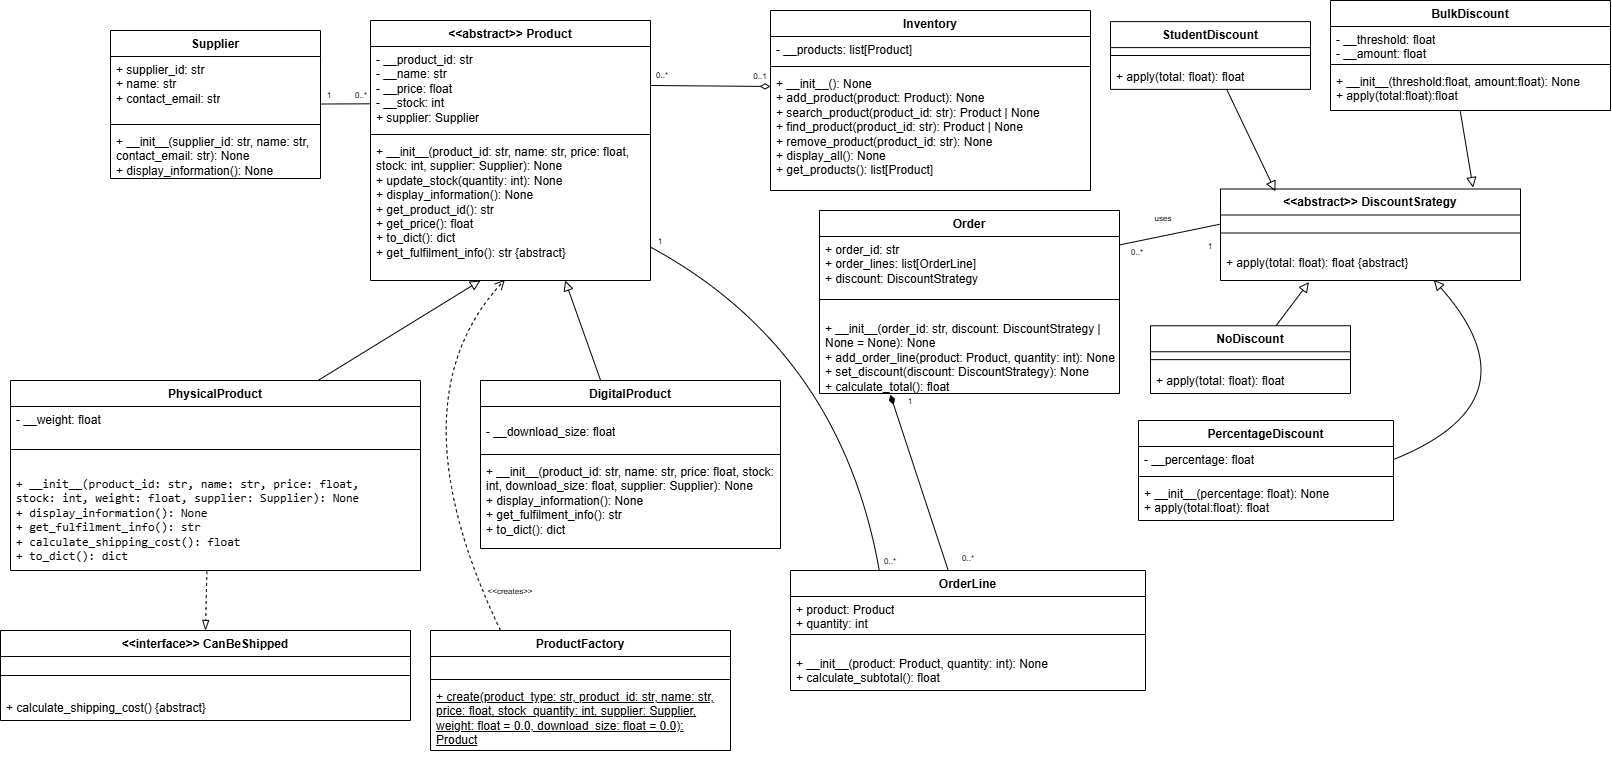 Supplier
+ supplier_id: str
+ name: str
+ contact_email: str
+ __init__(supplier_id: str, name: str,
contact_email: str): None
+ display_information(): None
1
0..*
<<abstract>> Product
- __product_id: str
- __name: str
- __price: float
- __stock: int
+ supplier: Supplier
+ __init__(product_id: str, name: str, price: float,
stock: int, supplier: Supplier): None
+ update_stock(quantity: int): None
+ display_information(): None
+ get_product_id(): str
+ get_price(): float
+ to_dict(): dict
+ get_fulfilment_info(): str {abstract}
0..*
0..1
Inventory
- __products: list[Product]
+ __init__(): None
+ add_product(product: Product): None
+ search_product(product_id: str): Product | None
+ find_product(product_id: str): Product | None
+ remove_product(product_id: str): None
+ display_all(): None
+ get_products(): list[Product]
StudentDiscount
+ apply(total: float): float
BulkDiscount
- __threshold: float
- __amount: float
+ __init__(threshold:float, amount:float): None
+ apply(total:float):float
<<abstract>> DiscountSrategy
+ apply(total: float): float {abstract}
uses
0..*
1
Order
+ order_id: str
+ order_lines: list[OrderLine]
+ discount: DiscountStrategy
+ __init__(order_id: str, discount: DiscountStrategy |
None = None): None
+ add_order_line(product: Product, quantity: int): None
+ set_discount(discount: DiscountStrategy): None
+ calculate_total(): float
1
1
NoDiscount
+ apply(total: float): float
PercentageDiscount
- __percentage: float
+ __init__(percentage: float): None
+ apply(total:float): float
PhysicalProduct
- __weight: float
+ __init__(product_id: str, name: str, price: float,
stock: int, weight: float, supplier: Supplier): None
+ display_information(): None
+ get_fulfilment_info(): str
+ calculate_shipping_cost(): float
+ to_dict(): dict
DigitalProduct
- __download_size: float
+ __init__(product_id: str, name: str, price: float, stock:
int, download_size: float, supplier: Supplier): None
+ display_information(): None
+ get_fulfilment_info(): str
+ to_dict(): dict
<<creates>>
0..*
0..*
OrderLine
+ product: Product
+ quantity: int
+ __init__(product: Product, quantity: int): None
+ calculate_subtotal(): float
<<interface>> CanBeShipped
+ calculate_shipping_cost() {abstract}
ProductFactory
+ create(product_type: str, product_id: str, name: str,
price: float, stock_quantity: int, supplier: Supplier,
weight: float = 0.0, download_size: float = 0.0):
Product